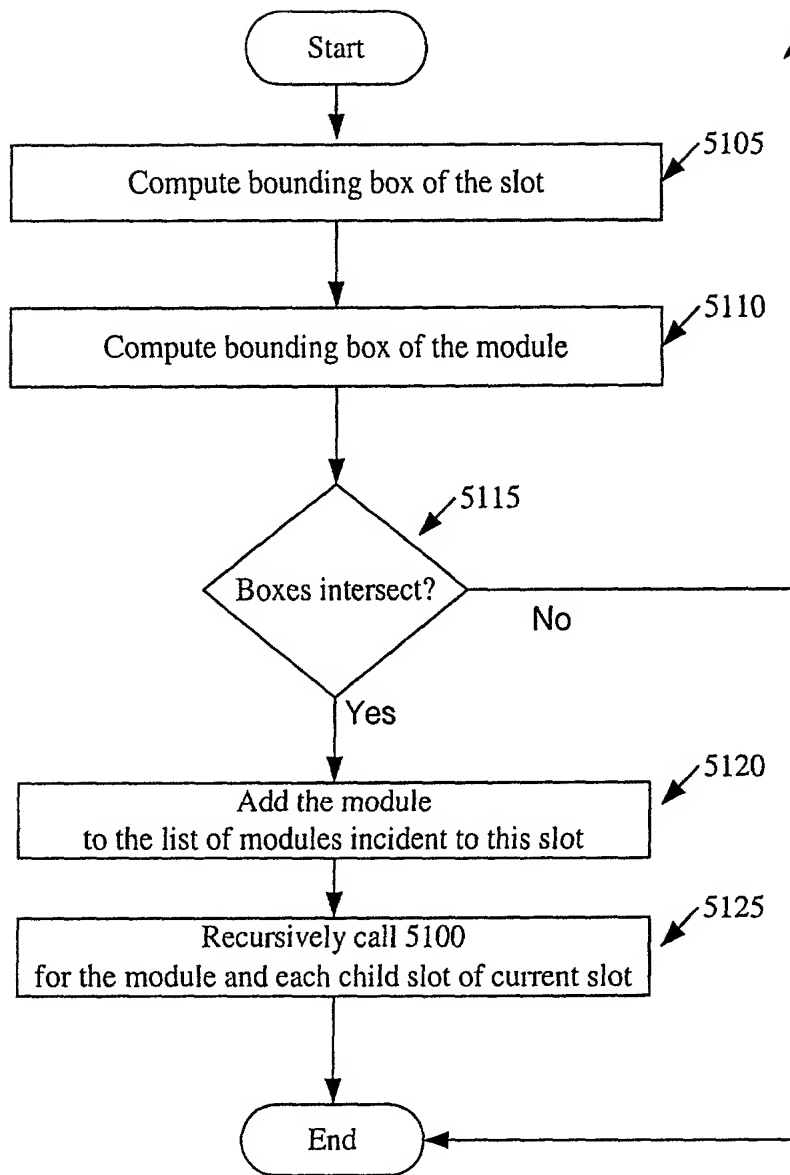 Start
5105
Compute bounding box of the slot
5110
Compute bounding box of the module
5115
Boxes intersect?
No
Yes
5120
Add the module
to the list of modules incident to this slot
5125
Recursively call 5100
for the module and each child slot of current slot
End